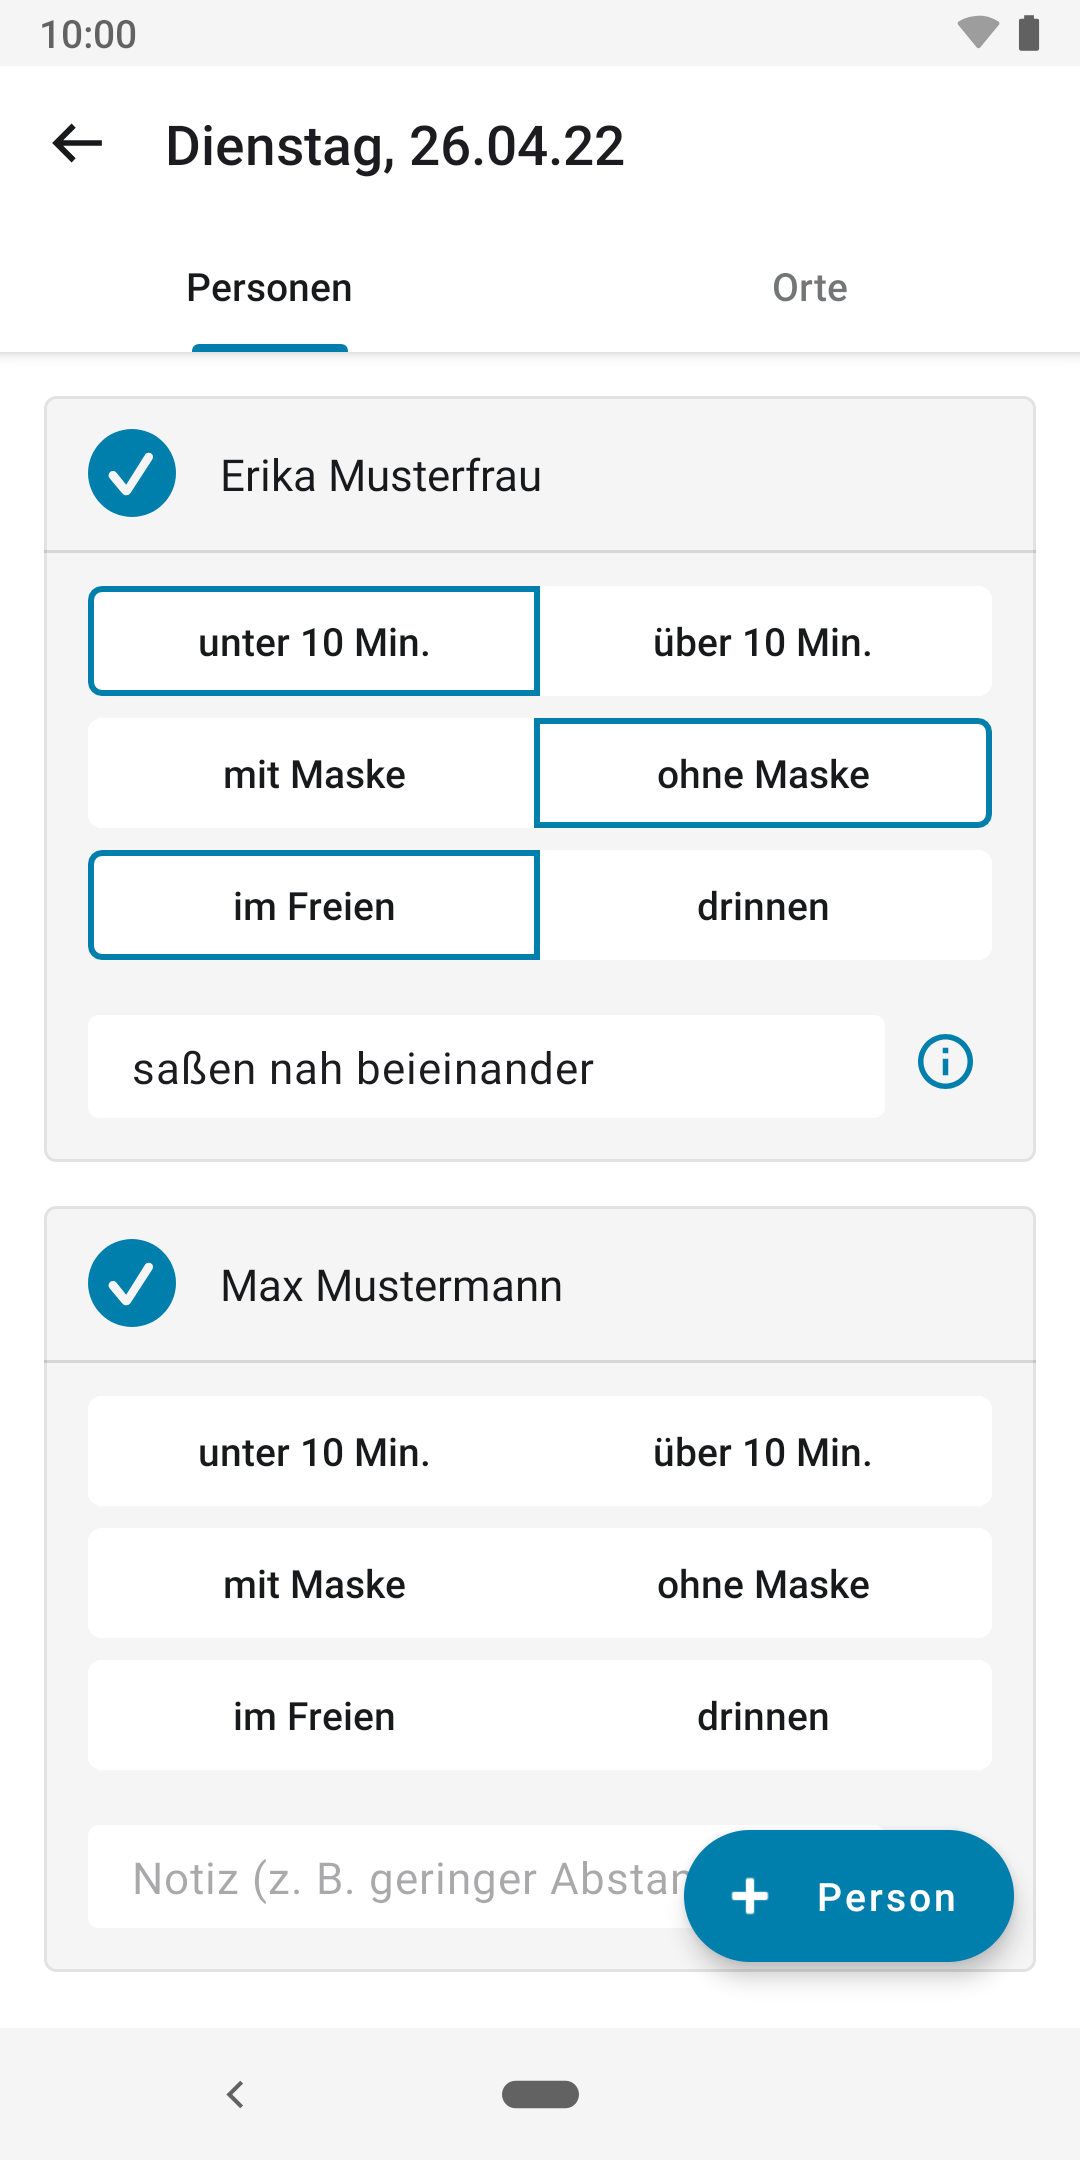 10:00
Dienstag, 26.04.22
Personen Orte
Erika Musterfrau
unter 10 Min. über 10 Min.
mit Maske ohne Maske
im Freien drinnen
saßen nah beieinander
Max Mustermann
unter 10 Min. über 10 Min.
mit Maske ohne Maske
im Freien drinnen
Notiz (z. B. geringer
Person